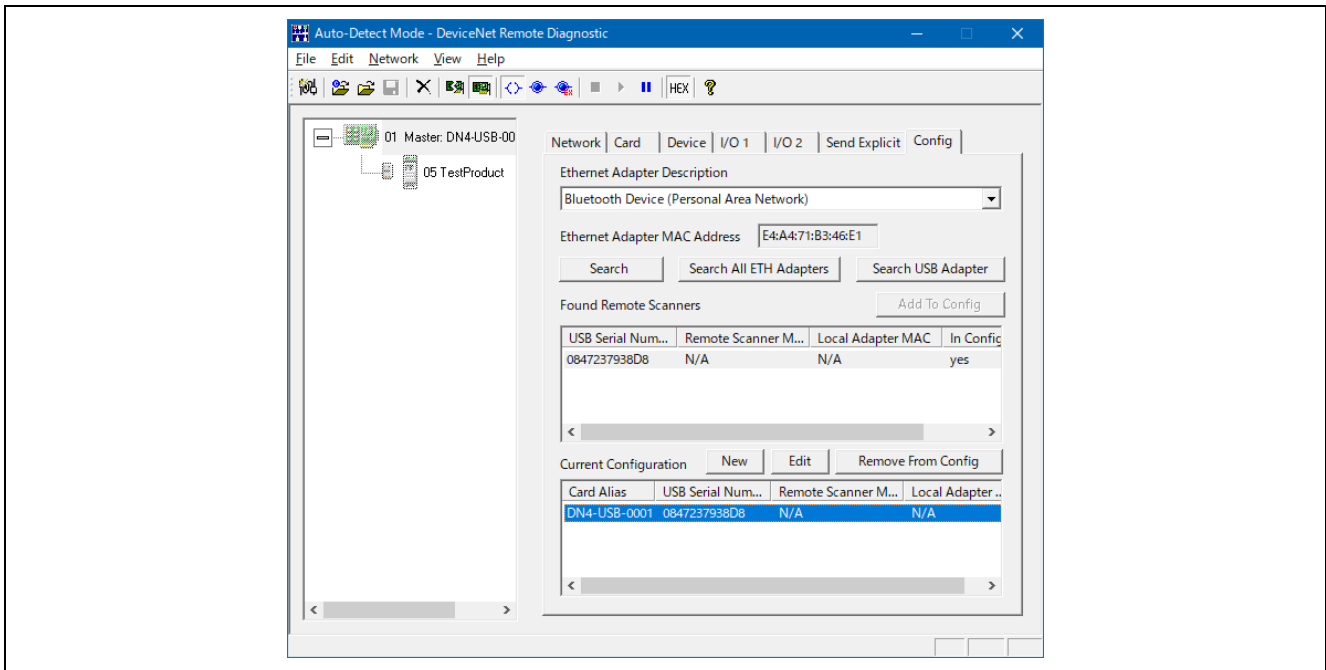 Auto-Detect Mode - DeviceNet Remote Diagnostic
File Edit Network View Help
HEX
01 Master: DN4-USB-00
05 TestProduct
Network Card Device I/O 1 I/O 2 Send Explicit Config
Ethernet Adapter Description
Bluetooth Device (Personal Area Network)
Ethernet Adapter MAC Address E4:A4:71:B3:46:E1
Search Search All ETH Adapters Search USB Adapter
Found Remote Scanners Add To Config
USB Serial Num... Remote Scanner M... Local Adapter MAC In Config
0847237938D8 N/A N/A yes
Current Configuration New Edit Remove From Config
Card Alias USB Serial Num... Remote Scanner M... Local Adapter ..
DN4-USB-0001 0847237938D8 N/A N/A